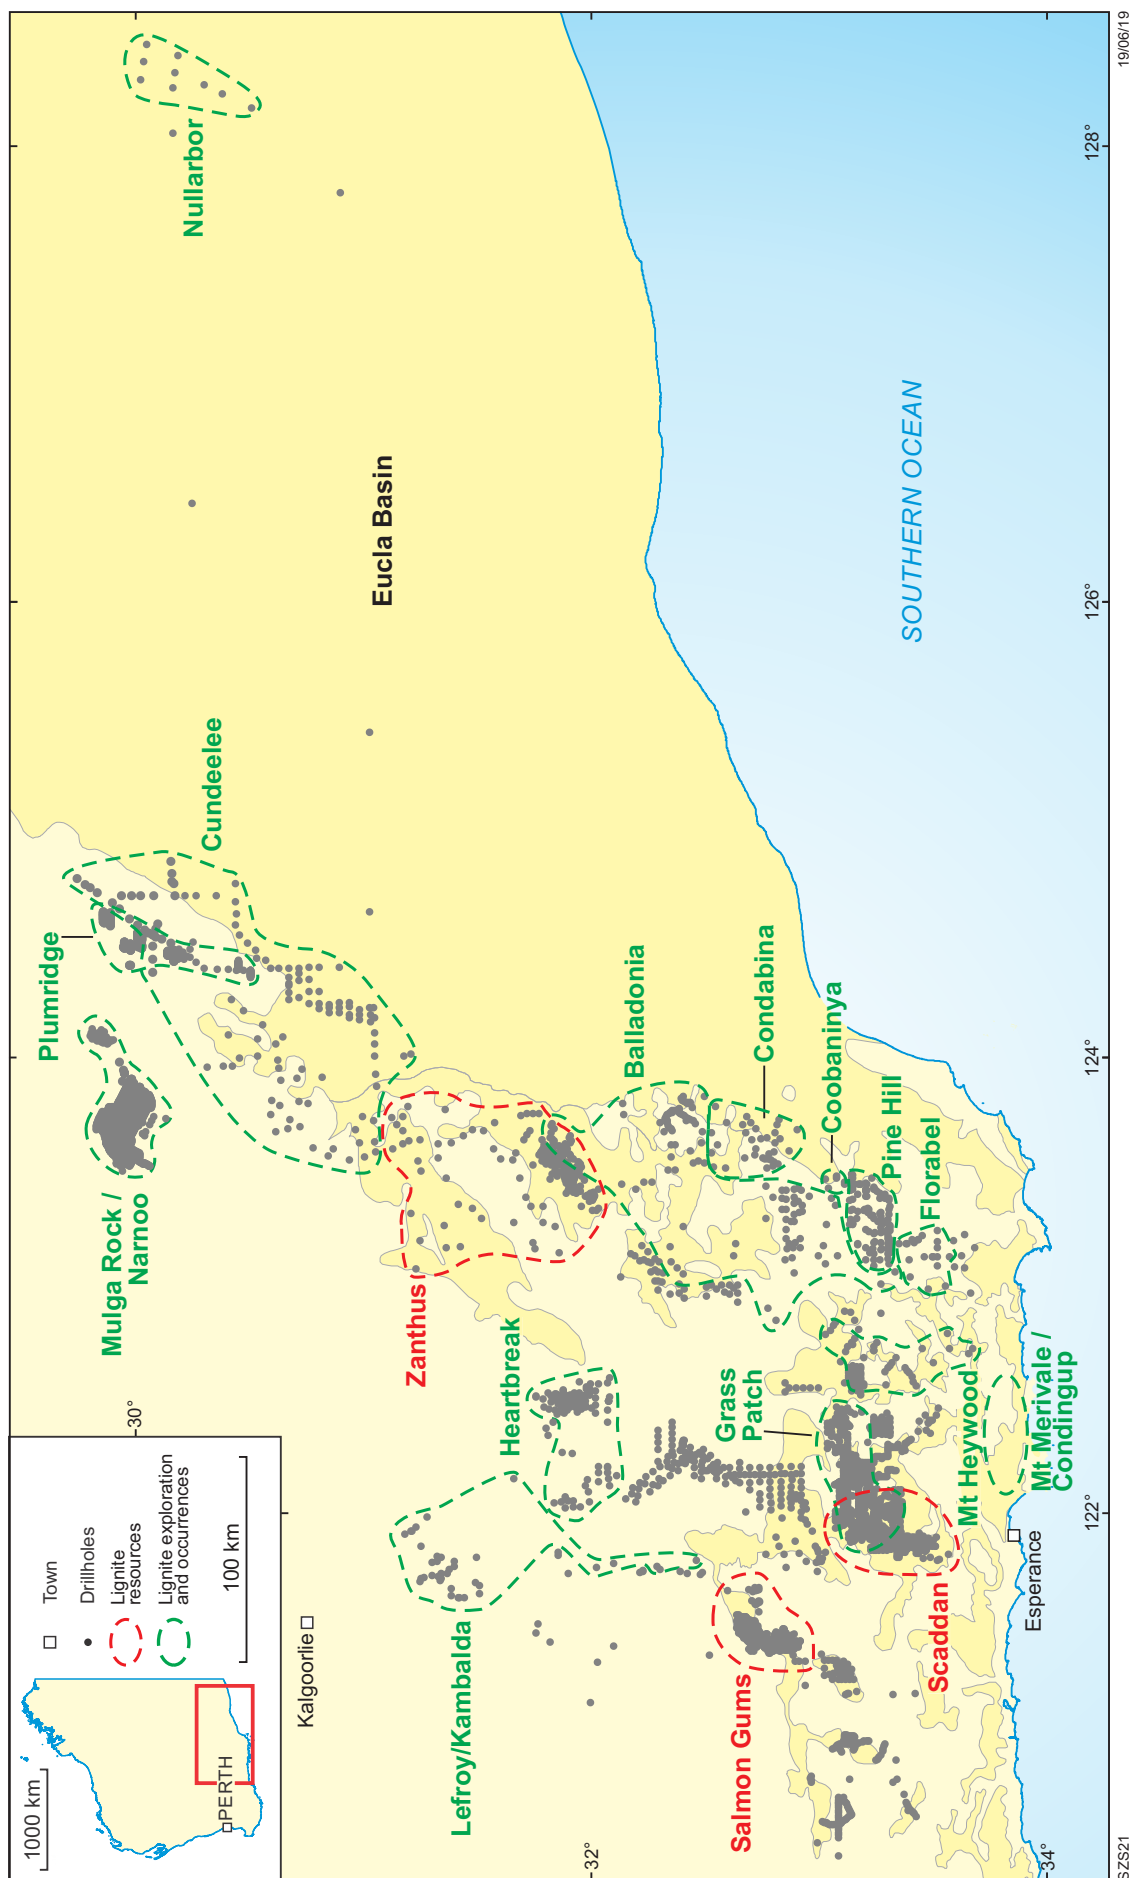 1000 km
PERTH
Town
Drillholes
Lignite
resources
Lignite exploration
and occurrences
100 km
Kalgoorlie
30°
Mulga Rock /
Narnoo
Plumridge
Cundeelee
Nullarbor
Eucla Basin
Lefroy/Kambalda
Heartbreak
Zanthus
Balladonia
Condabina
Coobaninya
Pine Hill
Florabel
Grass
Patch
Salmon Gums
Scaddan
Mt Heywood
Mt Merivale /
Condingup
Esperance
SOUTHERN OCEAN
32°
34°
122°
124°
126°
128°
SZS21
19/06/19